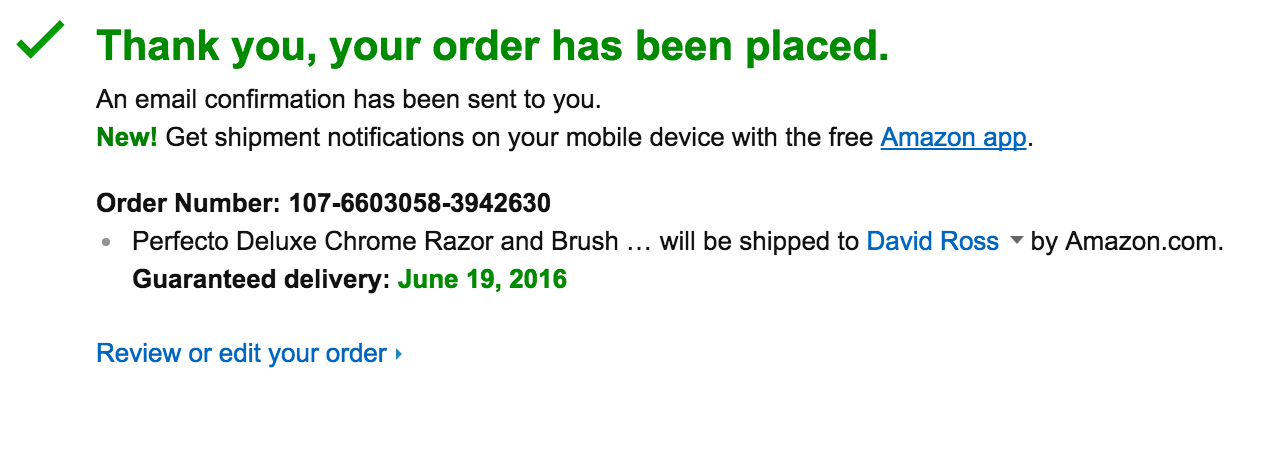 Thank you, your order has been placed.
An email confirmation has been sent to you.
New! Get shipment notifications on your mobile device with the free Amazon app.
Order Number: 107-6603058-3942630
Perfecto Deluxe Chrome Razor and Brush … will be shipped to David Ross by Amazon.com.
Guaranteed delivery: June 19, 2016
Review or edit your order